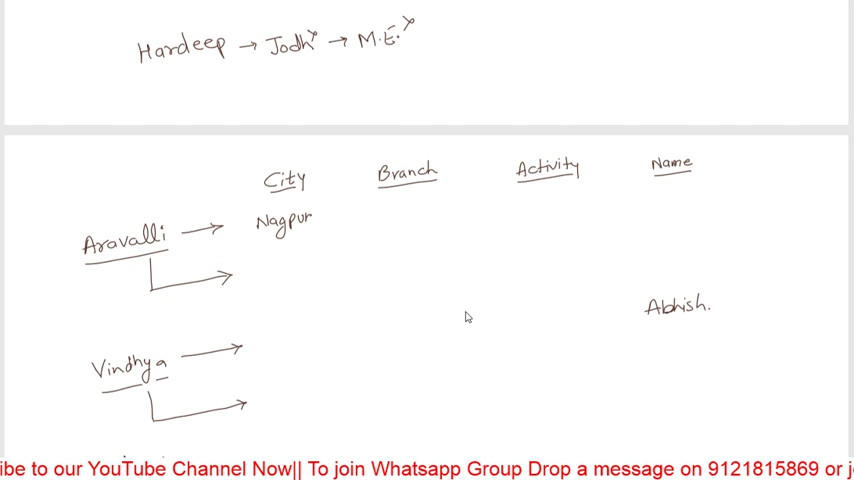 Hardeep → Jodhˣ → M.E.ˣ
City Branch Activity Name
Aravalli → Nagpur
Abhish.
Vindhya →
ibe to our YouTube Channel Now|| To join Whatsapp Group Drop a message on 9121815869 or j